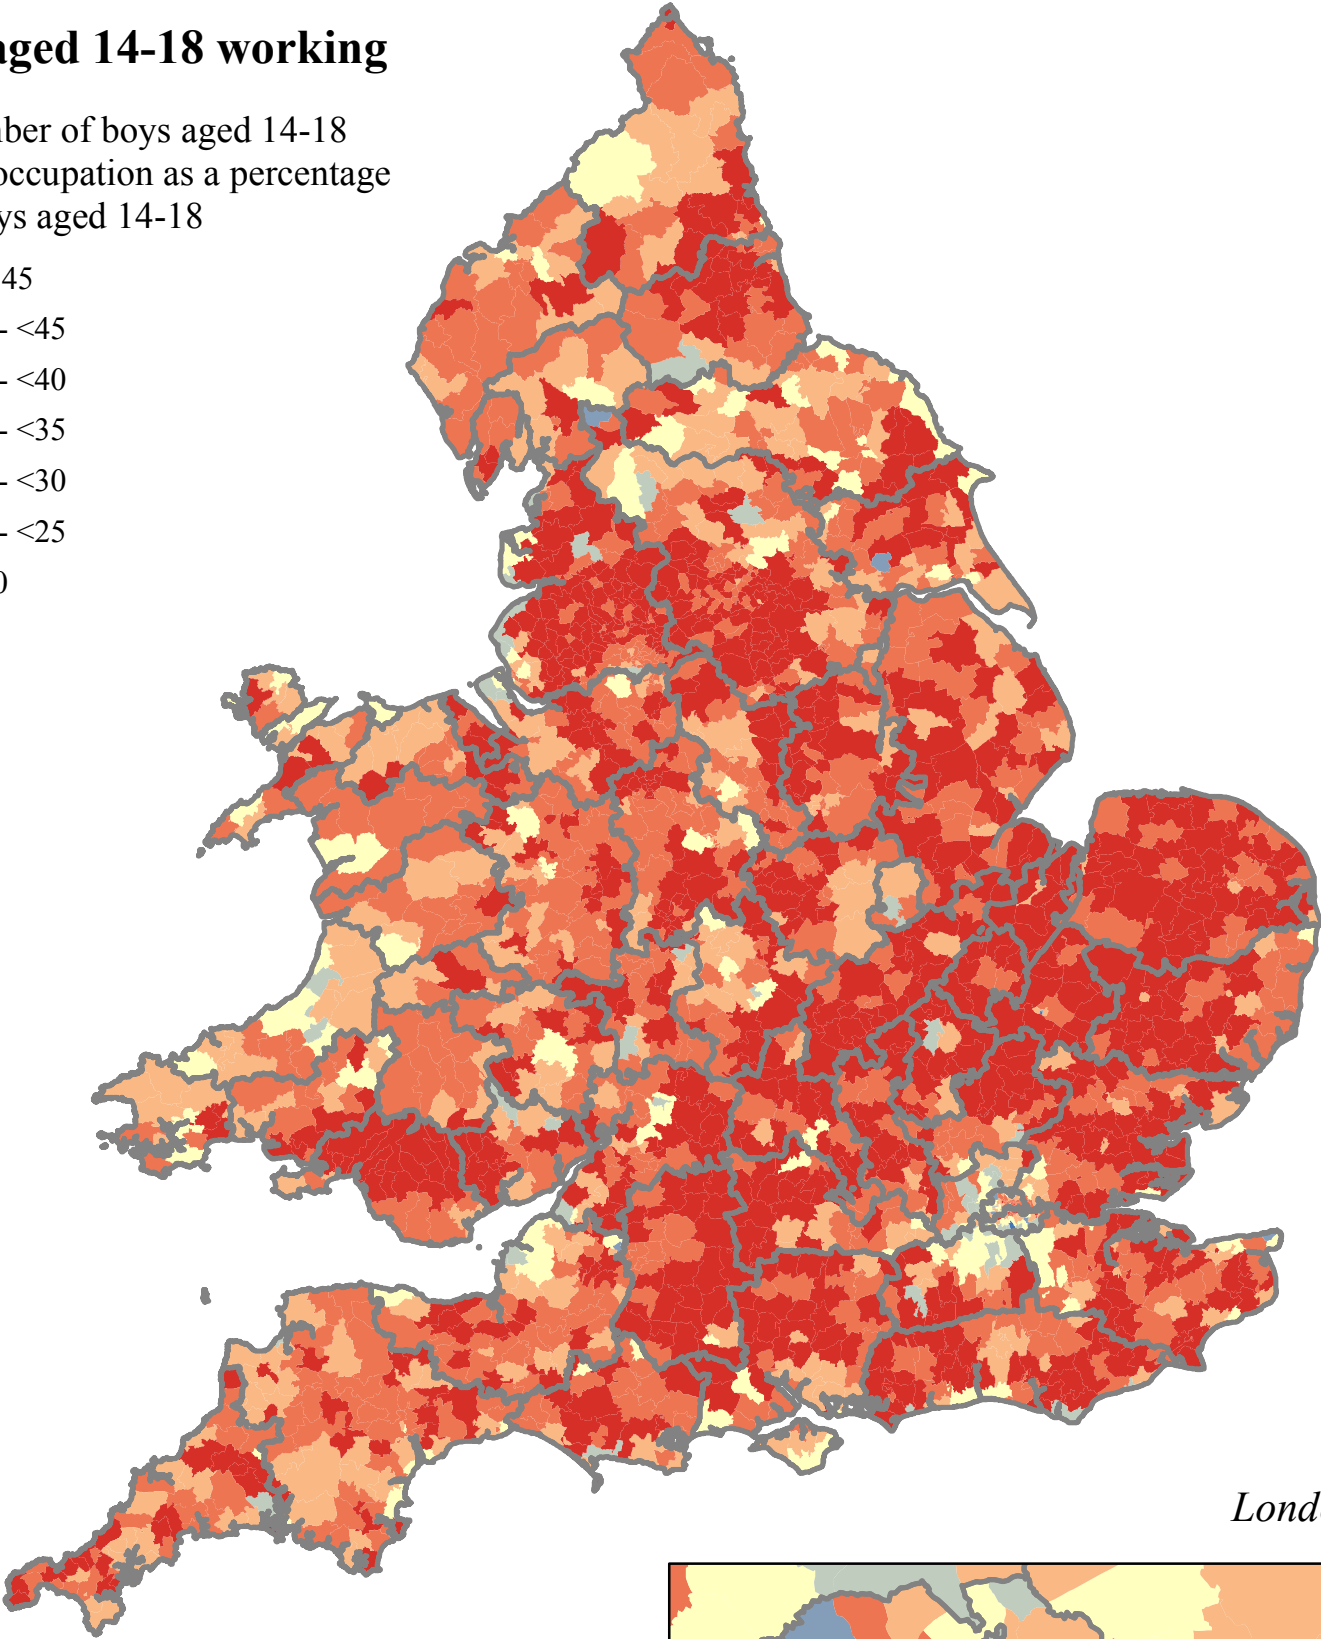 aged 14-18 working
ber of boys aged 14-18
occupation as a percentage
ys aged 14-18
45
- <45
- <40
- <35
- <30
- <25
0
Lond